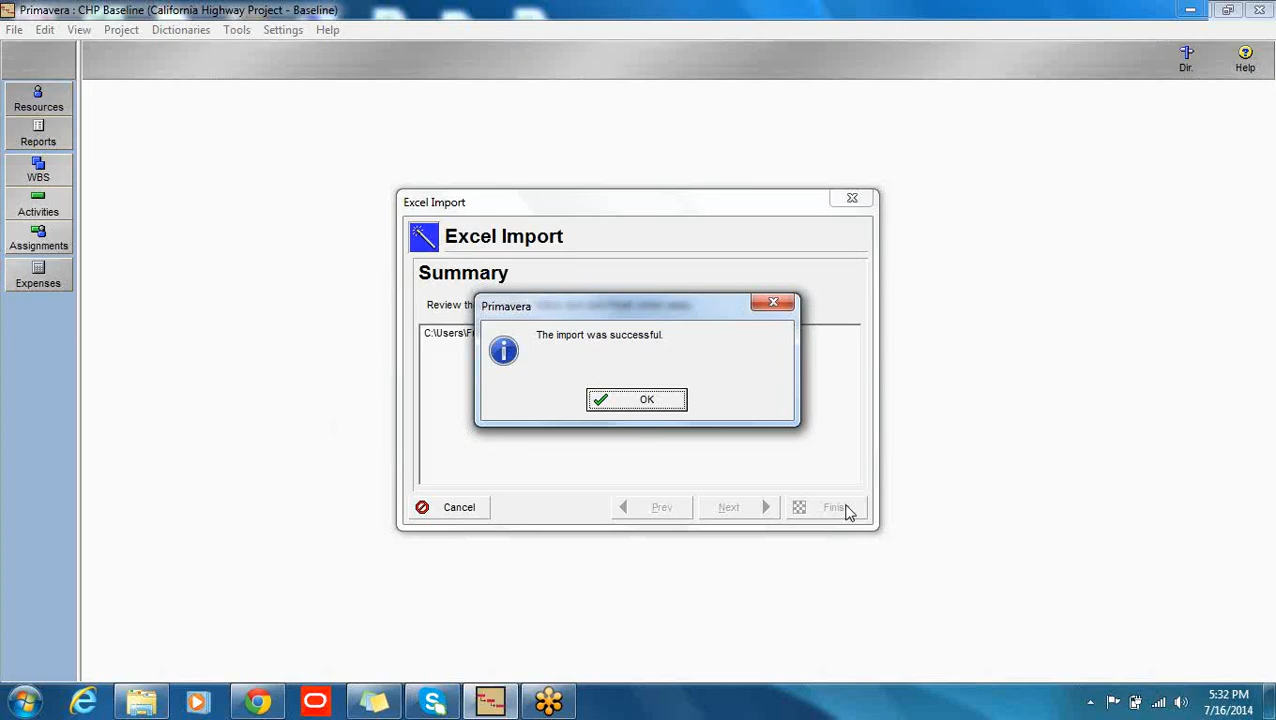 Primavera : CHP Baseline (California Highway Project - Baseline)
File Edit View Project Dictionaries Tools Settings Help
Dir. Help
Resources
Reports
WBS
Activities
Assignments
Expenses
Excel Import
Excel Import
Summary
Review th
C:\Users\F
Primavera
The import was successful.
OK
Cancel Prev Next Finish
5:32 PM
7/16/2014